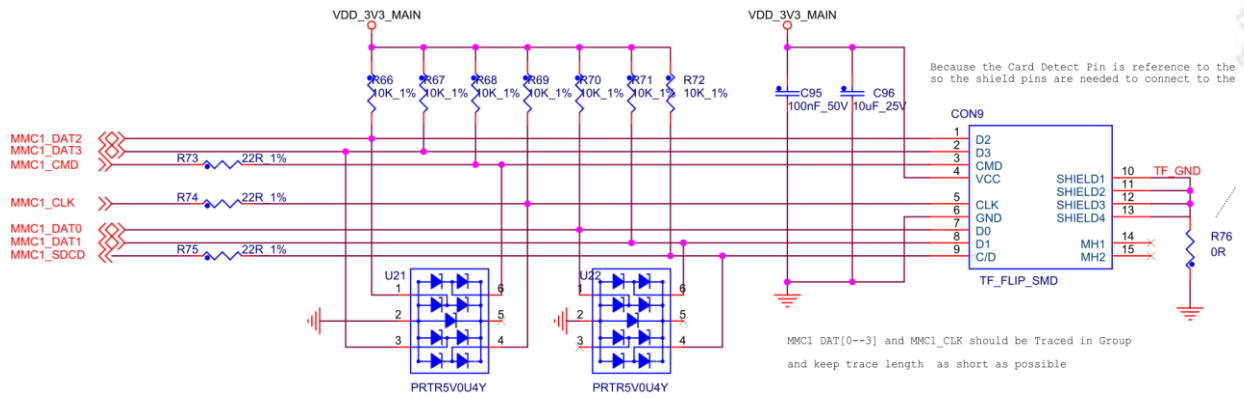 VDD_3V3_MAIN
VDD_3V3_MAIN
R66 R67 R68 R69 R70 R71 R72
10K_1% 10K_1% 10K_1% 10K_1% 10K_1% 10K_1% 10K_1%
C95
100nF_50V
C96
10uF_25V
Because the Card Detect Pin is reference to the
so the shield pins are needed to connect to the
CON9
MMC1_DAT2
MMC1_DAT3
MMC1_CMD
R73 22R_1%
MMC1_CLK
R74 22R_1%
MMC1_DAT0
MMC1_DAT1
MMC1_SDCD
R75 22R_1%
1 D2
2 D3
3 CMD
4 VCC
5 CLK
6 GND
7 D0
8 D1
9 C/D
SHIELD1 10
SHIELD2 11
SHIELD3 12
SHIELD4 13
MH1 14
MH2 15
TF_GND
R76
0R
TF_FLIP_SMD
U21
1 6
2 5
3 4
PRTR5V0U4Y
U22
1 6
2 5
3 4
PRTR5V0U4Y
MMC1 DAT[0--3] and MMC1_CLK should be Traced in Group
and keep trace length as short as possible